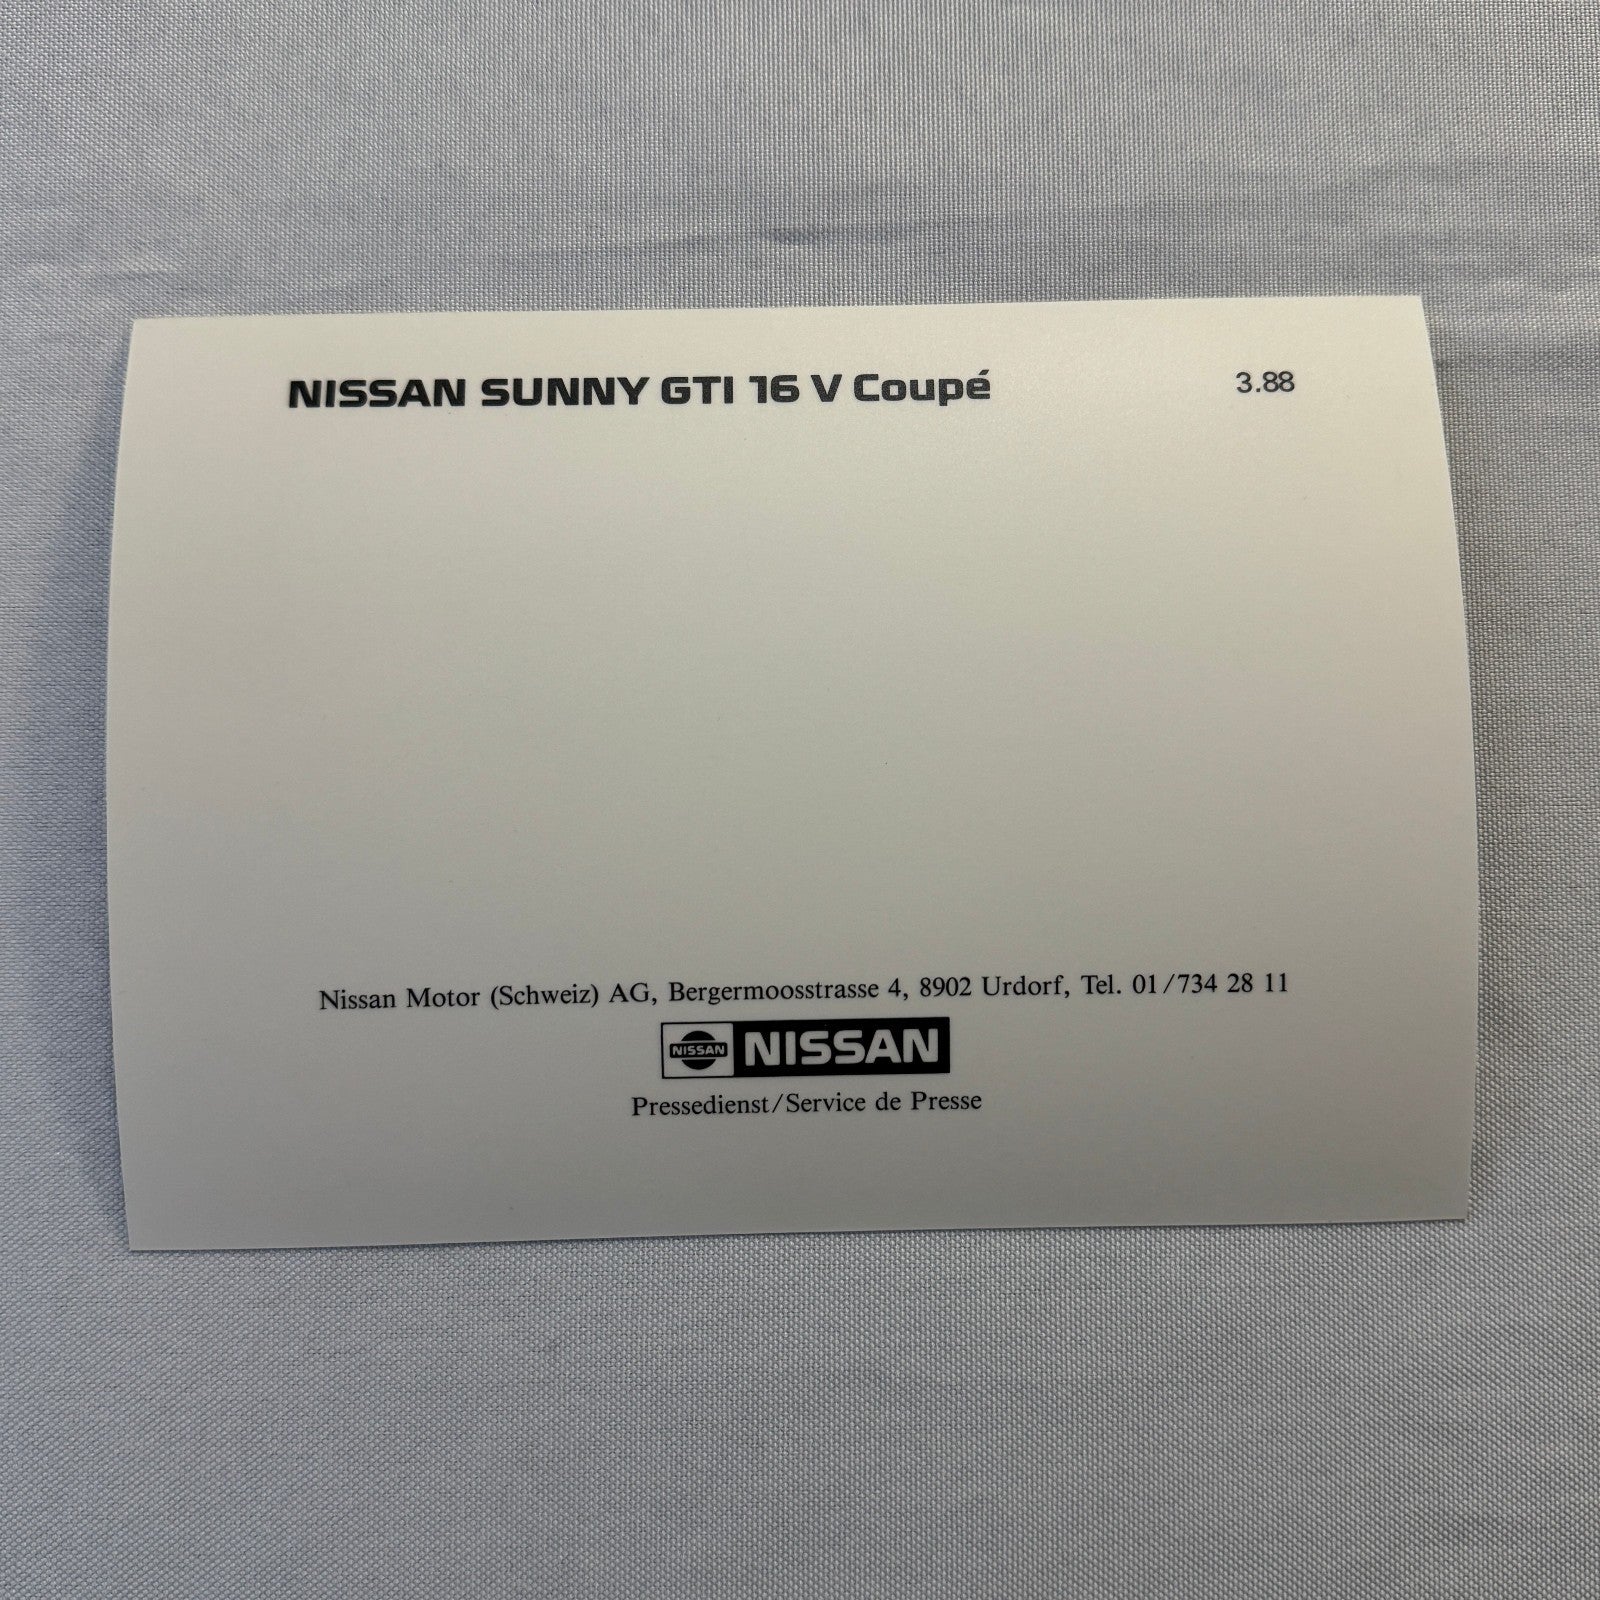 NISSAN SUNNY GTI 16 V Coupé 3.88
Nissan Motor (Schweiz) AG, Bergermoosstrasse 4, 8902 Urdorf, Tel. 01/734 28 11
NISSAN NISSAN
Pressedienst/Service de Presse